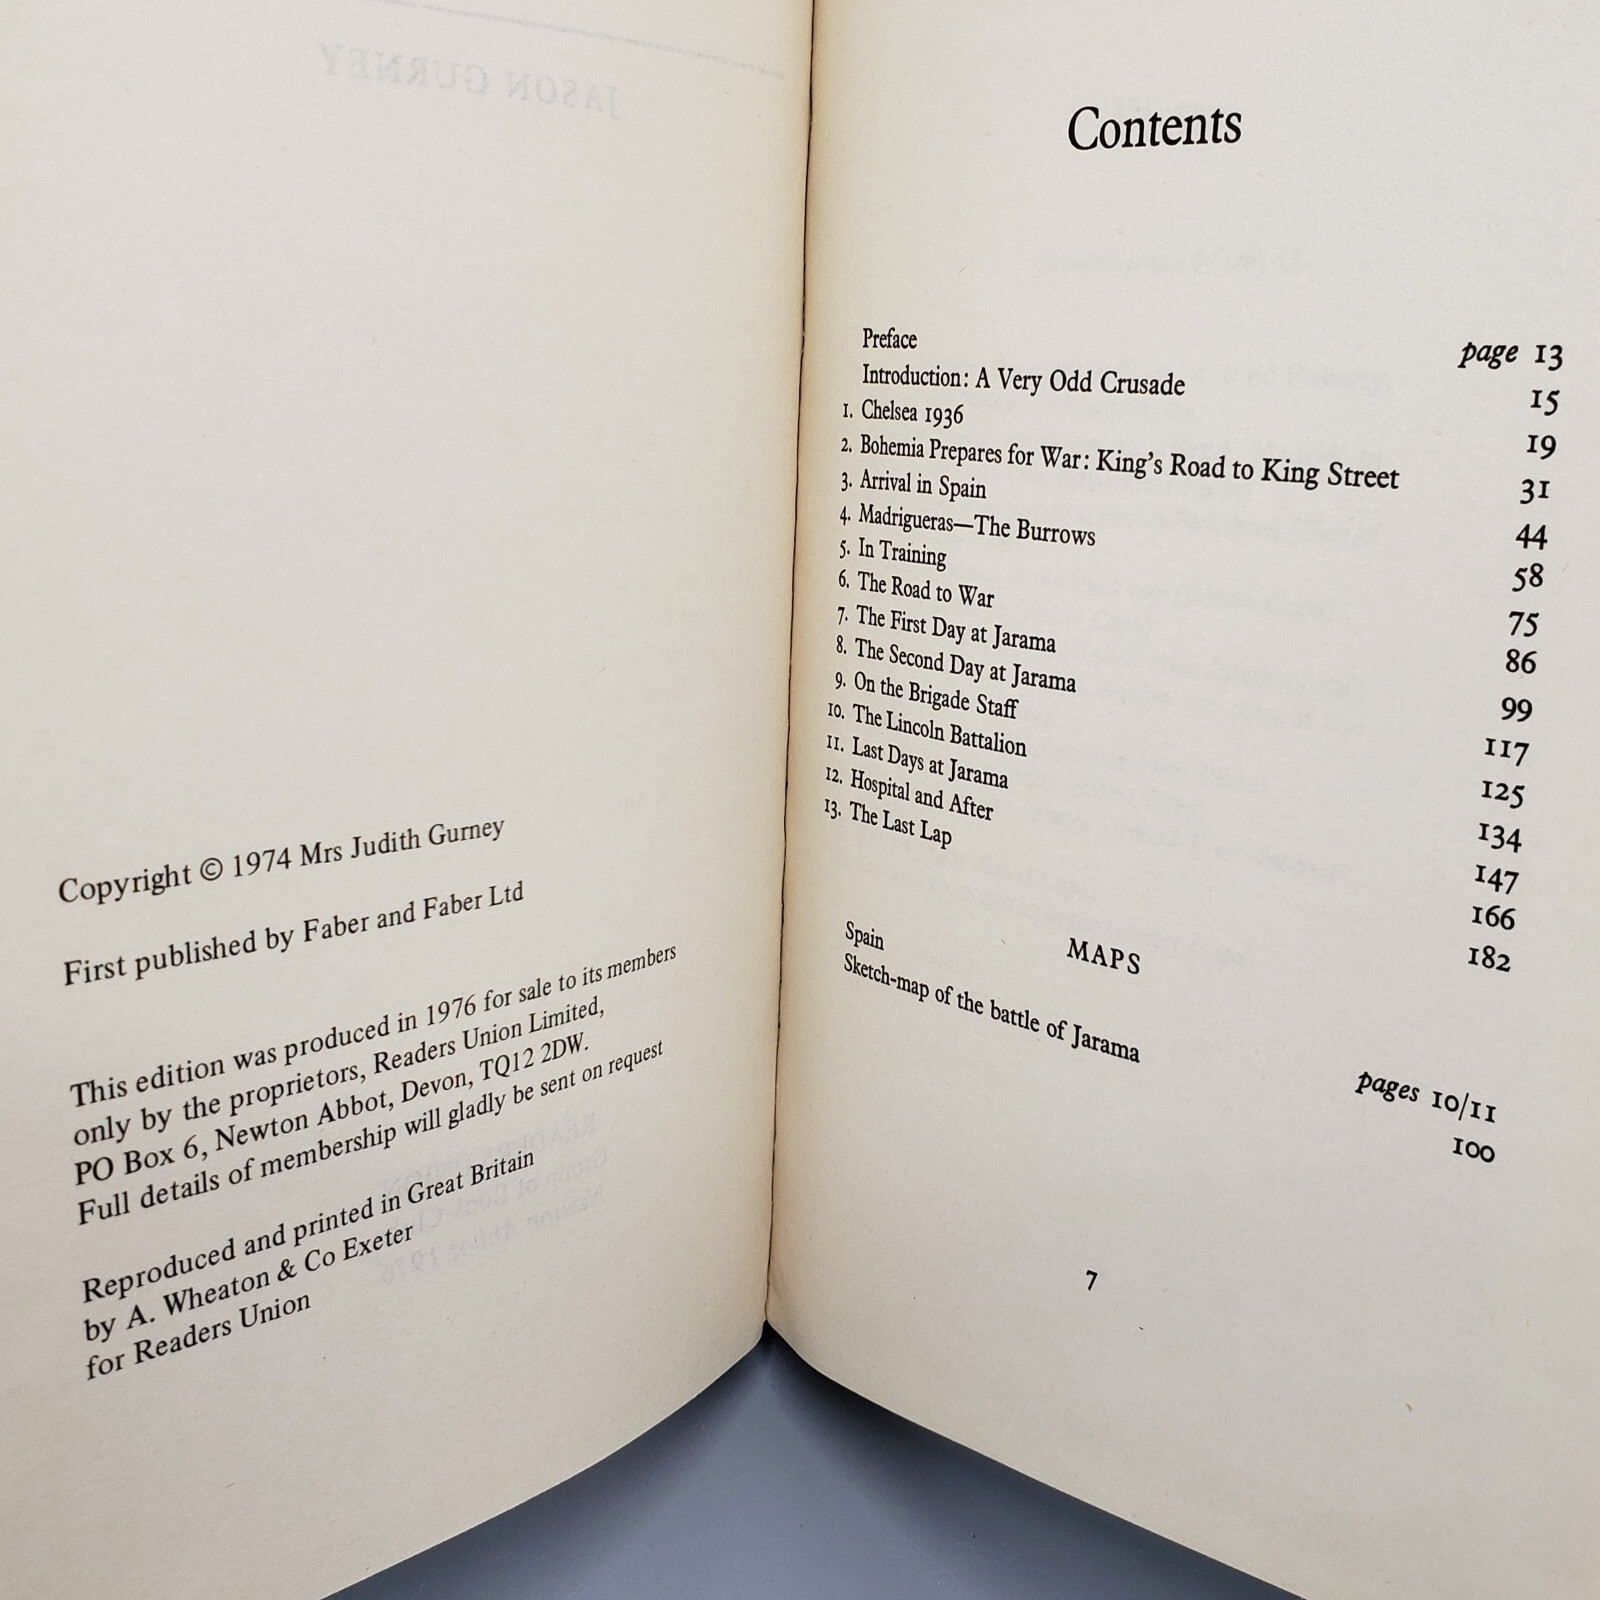 JASON GURNEY
Copyright © 1974 Mrs Judith Gurney
First published by Faber and Faber Ltd
This edition was produced in 1976 for sale to its members
only by the proprietors, Readers Union Limited,
PO Box 6, Newton Abbot, Devon, TQ12 2DW.
Full details of membership will gladly be sent on request
Reproduced and printed in Great Britain
by A. Wheaton & Co Exeter
for Readers Union
Contents
Preface page 13
Introduction: A Very Odd Crusade 15
1. Chelsea 1936 19
2. Bohemia Prepares for War: King's Road to King Street 31
3. Arrival in Spain 44
4. Madrigueras—The Burrows 58
5. In Training 75
6. The Road to War 86
7. The First Day at Jarama 99
8. The Second Day at Jarama 117
9. On the Brigade Staff 125
10. The Lincoln Battalion 134
11. Last Days at Jarama 147
12. Hospital and After 166
13. The Last Lap 182
MAPS
Spain pages 10/11
Sketch-map of the battle of Jarama 100
7